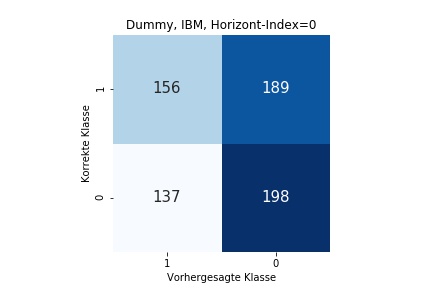 Dummy, IBM, Horizont-Index=0
Korrekte Klasse
1
156
189
0
137
198
1
0
Vorhergesagte Klasse